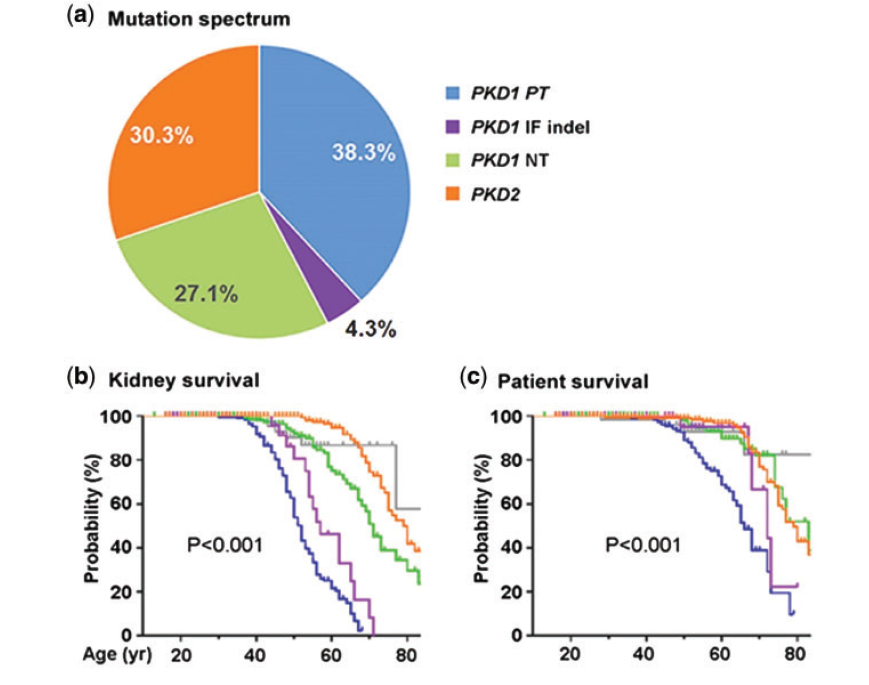 (a) Mutation spectrum
30.3%
38.3%
27.1%
4.3%
PKD1 PT
PKD1 IF indel
PKD1 NT
PKD2
(b) Kidney survival
Probability (%)
100
80
60
40
20
0
P<0.001
Age (yr) 20 40 60 80
(c) Patient survival
Probability (%)
100
80
60
40
20
0
P<0.001
20 40 60 80